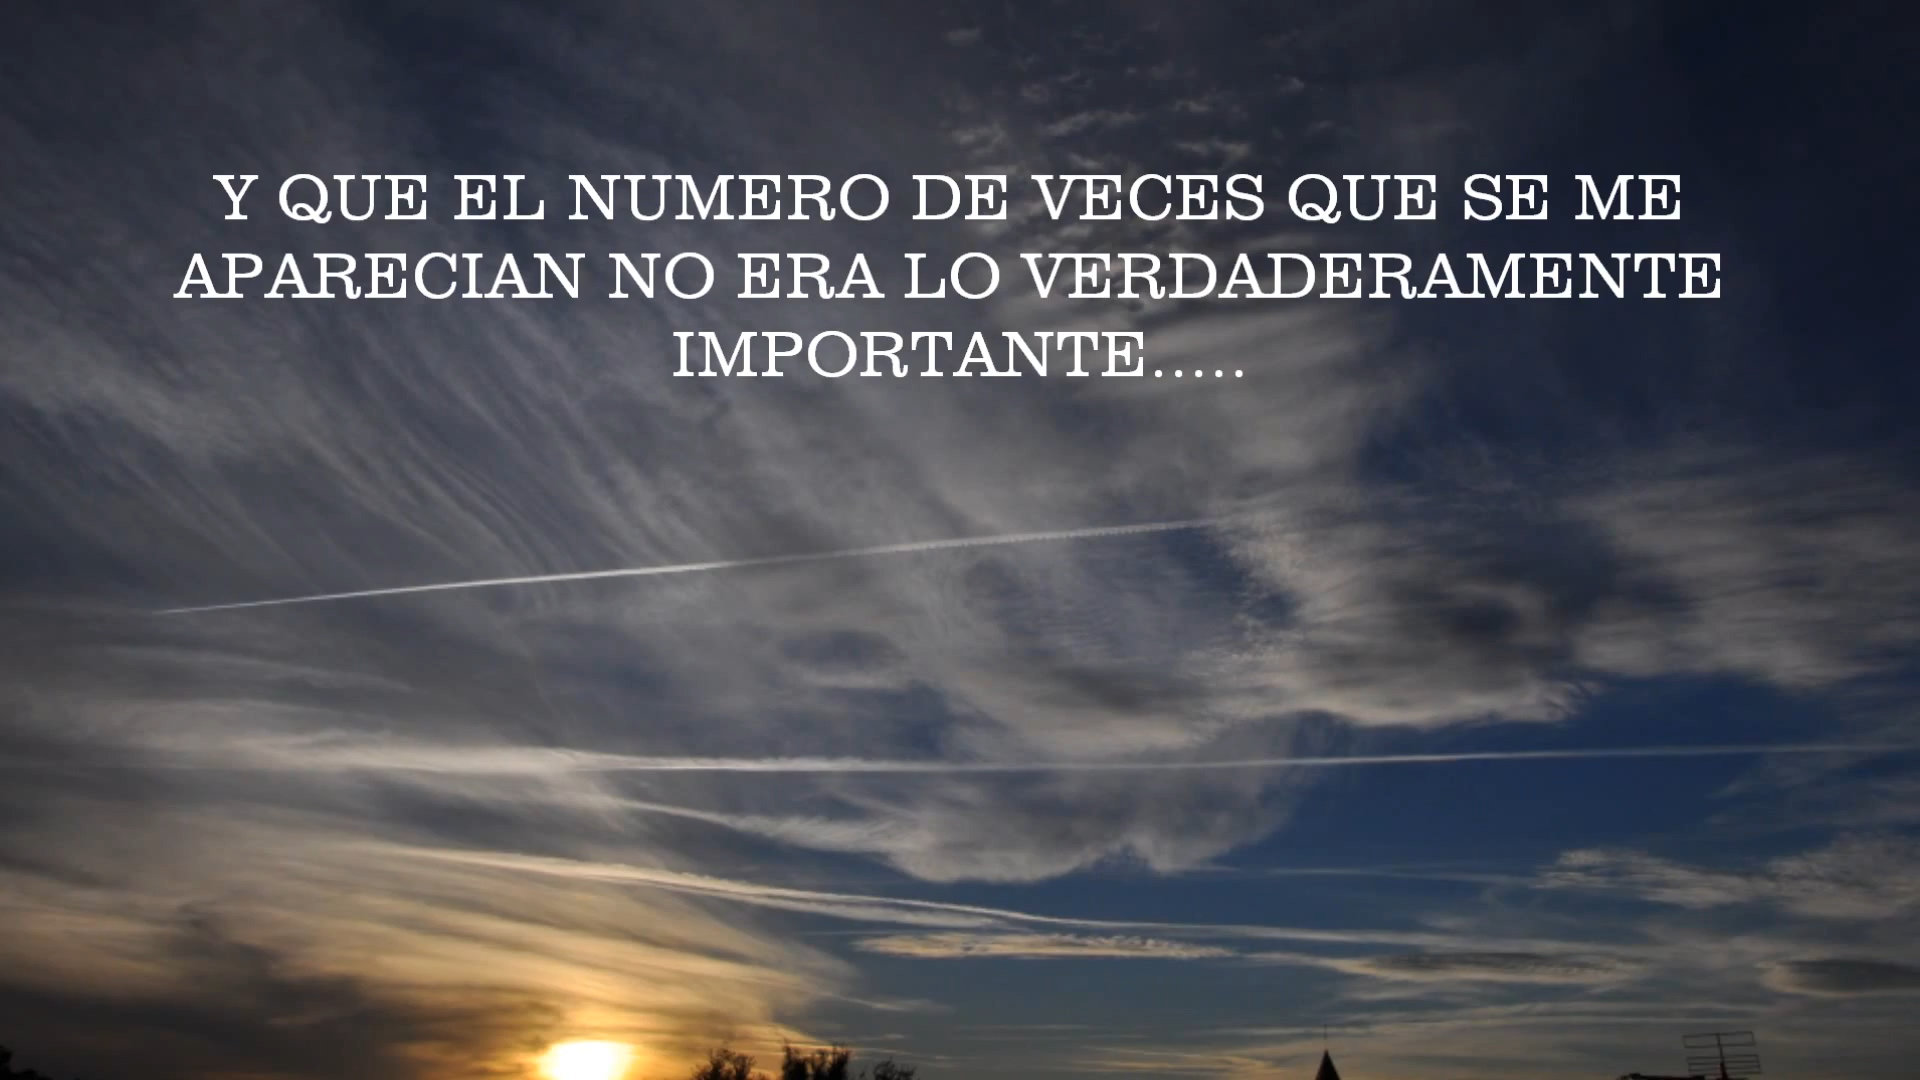 Y QUE EL NUMERO DE VECES QUE SE ME
APARECIAN NO ERA LO VERDADERAMENTE
IMPORTANTE.....